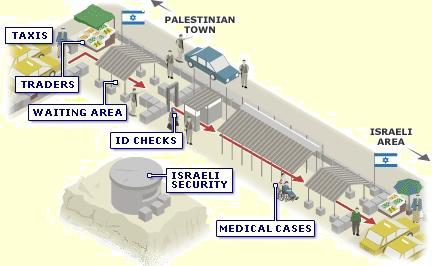 PALESTINIAN
TOWN
TAXIS
TRADERS
WAITING AREA
ID CHECKS
ISRAELI
AREA
ISRAELI
SECURITY
MEDICAL CASES